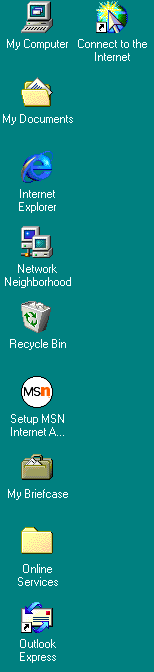 My Computer
Connect to the
Internet
My Documents
Internet
Explorer
Network
Neighborhood
Recycle Bin
MSn
Setup MSN
Internet A...
My Briefcase
Online
Services
Outlook
Express